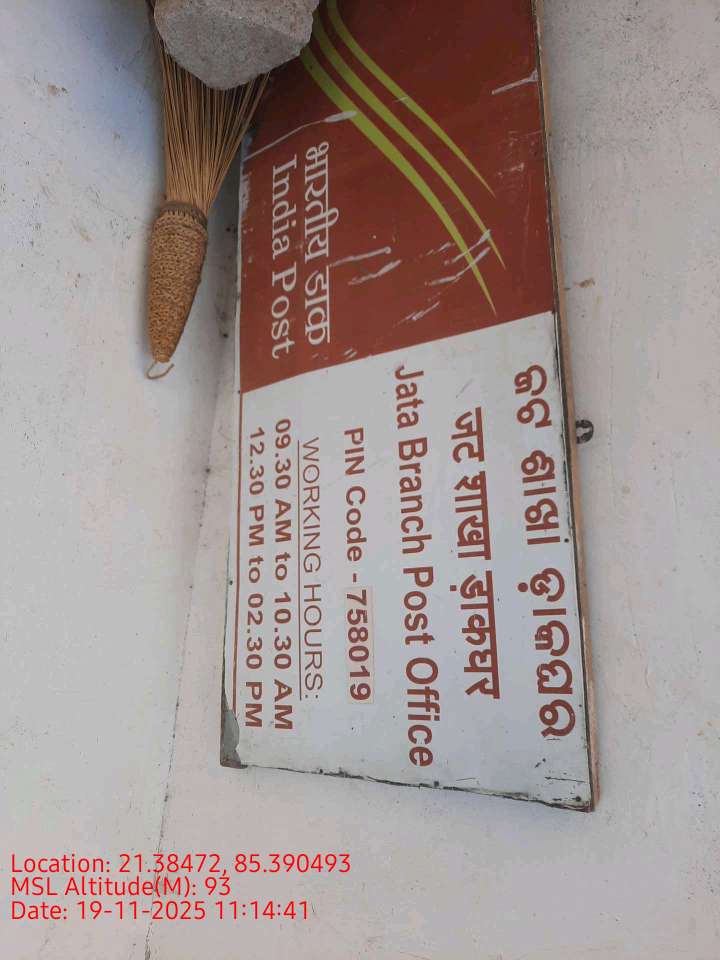 भारतीय डाक
India Post
ଜଟ ଶାଖା ଡ଼ାକଘର
जट शाखा ड़ाकघर
Jata Branch Post Office
PIN Code - 758019
WORKING HOURS:
09.30 AM to 10.30 AM
12.30 PM to 02.30 PM
Location: 21.38472, 85.390493
MSL Altitude(M): 93
Date: 19-11-2025 11:14:41